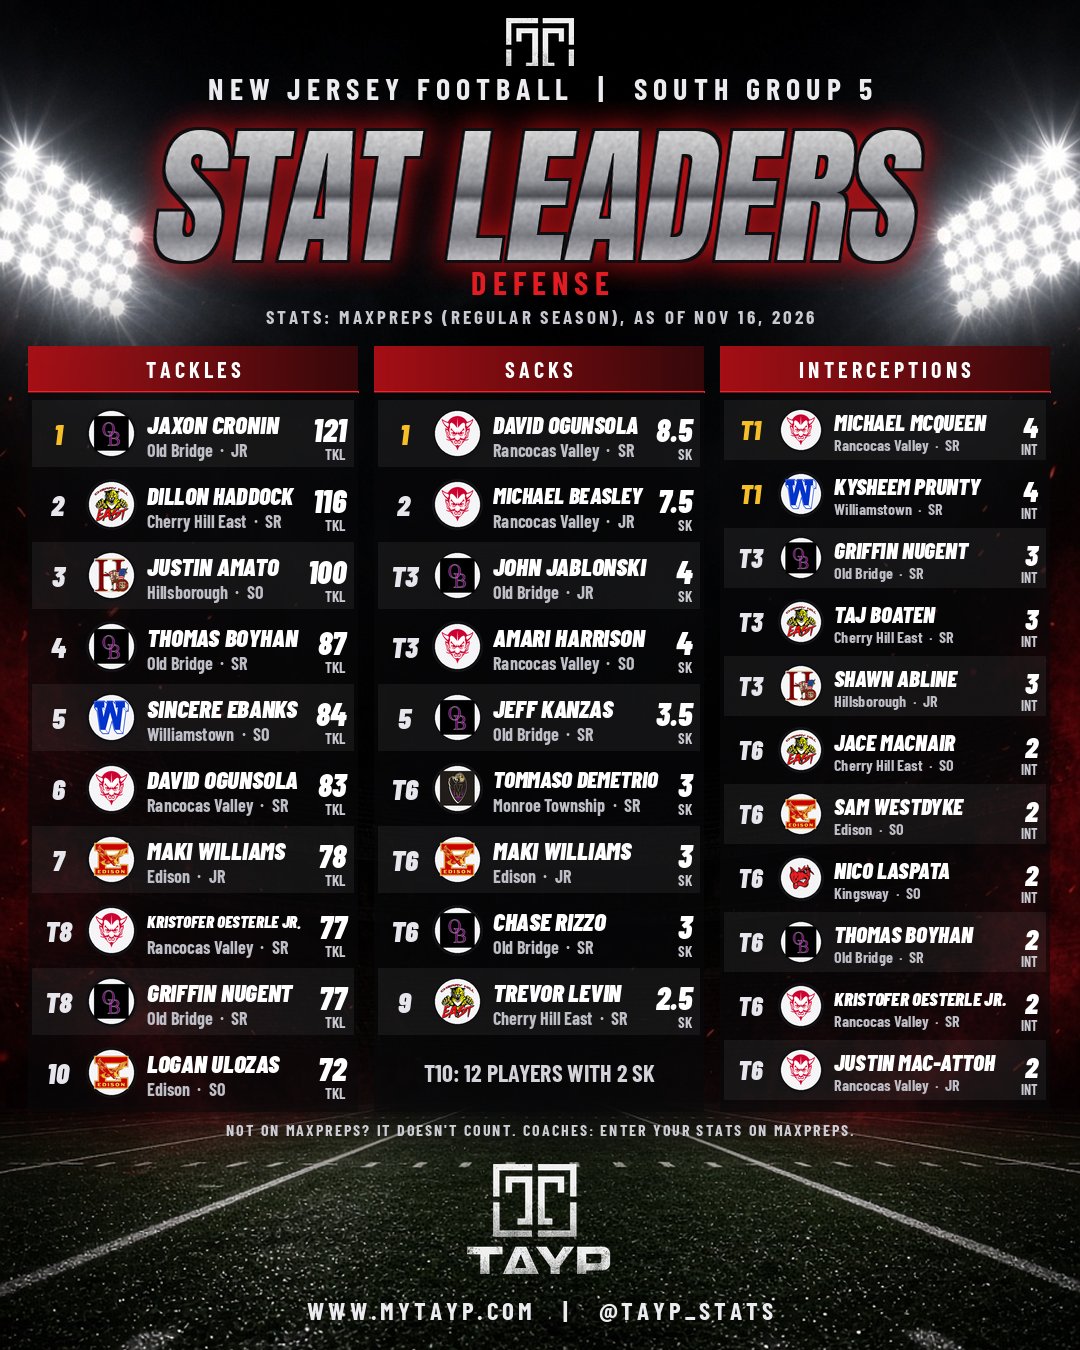 NEW JERSEY FOOTBALL | SOUTH GROUP 5
STAT LEADERS
DEFENSE
STATS: MAXPREPS (REGULAR SEASON), AS OF NOV 16, 2026
TACKLES
1 JAXON CRONIN 121
Old Bridge · JR TKL
2 DILLON HADDOCK 116
Cherry Hill East · SR TKL
3 JUSTIN AMATO 100
Hillsborough · SO TKL
4 THOMAS BOYHAN 87
Old Bridge · SR TKL
5 SINCERE EBANKS 84
Williamstown · SO TKL
6 DAVID OGUNSOLA 83
Rancocas Valley · SR TKL
7 MAKI WILLIAMS 78
Edison · JR TKL
T8 KRISTOFER OESTERLE JR. 77
Rancocas Valley · SR TKL
T8 GRIFFIN NUGENT 77
Old Bridge · SR TKL
10 LOGAN ULOZAS 72
Edison · SO TKL
SACKS
1 DAVID OGUNSOLA 8.5
Rancocas Valley · SR SK
2 MICHAEL BEASLEY 7.5
Rancocas Valley · JR SK
T3 JOHN JABLONSKI 4
Old Bridge · JR SK
T3 AMARI HARRISON 4
Rancocas Valley · SO SK
5 JEFF KANZAS 3.5
Old Bridge · SR SK
T6 TOMMASO DEMETRIO 3
Monroe Township · SR SK
T6 MAKI WILLIAMS 3
Edison · JR SK
T6 CHASE RIZZO 3
Old Bridge · SR SK
9 TREVOR LEVIN 2.5
Cherry Hill East · SR SK
T10: 12 PLAYERS WITH 2 SK
INTERCEPTIONS
T1 MICHAEL MCQUEEN 4
Rancocas Valley · SR INT
T1 KYSHEEM PRUNTY 4
Williamstown · SR INT
T3 GRIFFIN NUGENT 3
Old Bridge · SR INT
T3 TAJ BOATEN 3
Cherry Hill East · SR INT
T3 SHAWN ABLINE 3
Hillsborough · JR INT
T6 JACE MACNAIR 2
Cherry Hill East · SO INT
T6 SAM WESTDYKE 2
Edison · SO INT
T6 NICO LASPATA 2
Kingsway · SO INT
T6 THOMAS BOYHAN 2
Old Bridge · SR INT
T6 KRISTOFER OESTERLE JR. 2
Rancocas Valley · SR INT
T6 JUSTIN MAC-ATTOH 2
Rancocas Valley · JR INT
NOT ON MAXPREPS? IT DOESN'T COUNT. COACHES: ENTER YOUR STATS ON MAXPREPS.
TAYP
WWW.MYTAYP.COM | @TAYP_STATS